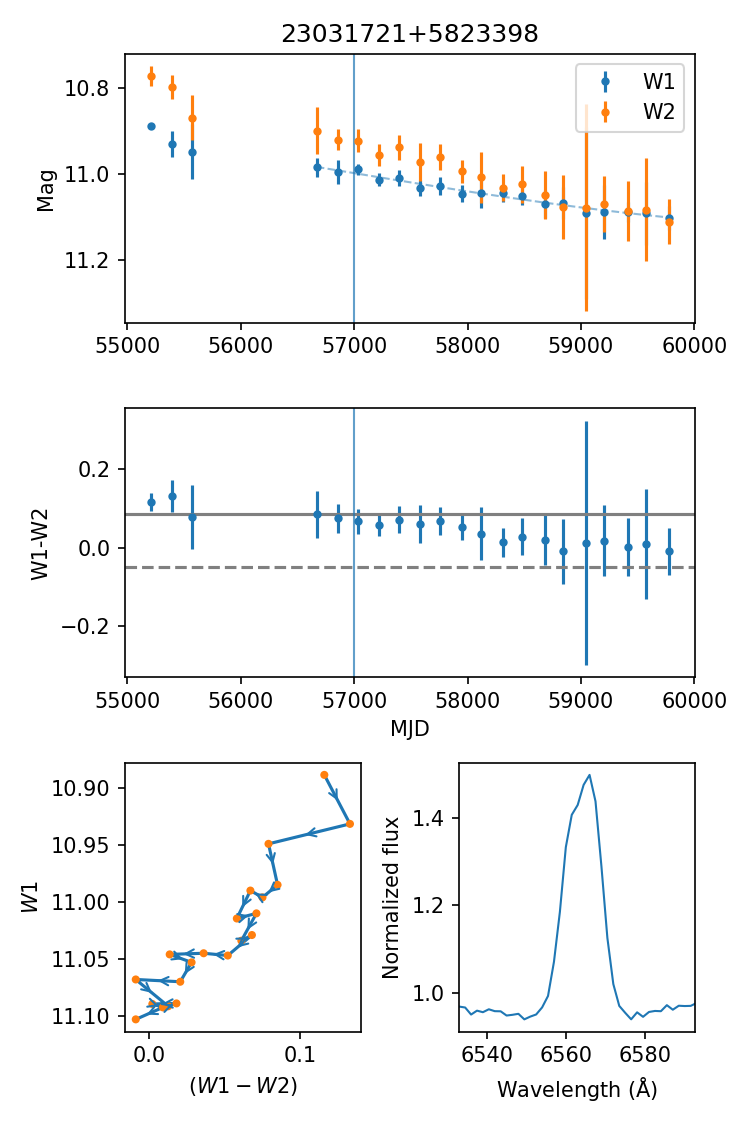 23031721+5823398
W1
W2
Mag
10.8
11.0
11.2
55000 56000 57000 58000 59000 60000
W1-W2
0.2
0.0
−0.2
55000 56000 57000 58000 59000 60000
MJD
W1
10.90
10.95
11.00
11.05
11.10
0.0 0.1
(W1 − W2)
Normalized flux
1.4
1.2
1.0
6540 6560 6580
Wavelength (Å)